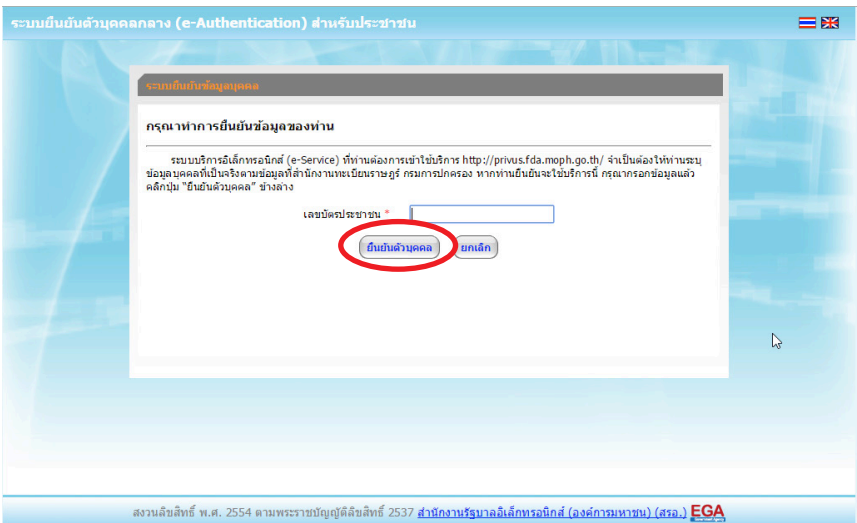 ระบบยืนยันตัวบุคคลกลาง (e-Authentication) สำหรับประชาชน
ระบบยืนยันข้อมูลบุคคล
กรุณาทำการยืนยันข้อมูลของท่าน
ระบบบริการอิเล็กทรอนิกส์ (e-Service) ที่ท่านต้องการเข้าใช้บริการ http://privus.fda.moph.go.th/ จำเป็นต้องให้ท่านระบุ
ข้อมูลบุคคลที่เป็นจริงตามข้อมูลที่สำนักงานทะเบียนราษฎร์ กรมการปกครอง หากท่านยืนยันจะใช้บริการนี้ กรุณากรอกข้อมูลแล้ว
คลิกปุ่ม "ยืนยันตัวบุคคล" ข้างล่าง
เลขบัตรประชาชน *
ยืนยันตัวบุคคล ยกเลิก
สงวนลิขสิทธิ์ พ.ศ. 2554 ตามพระราชบัญญัติลิขสิทธิ์ 2537 สำนักงานรัฐบาลอิเล็กทรอนิกส์ (องค์การมหาชน) (สรอ.) EGA